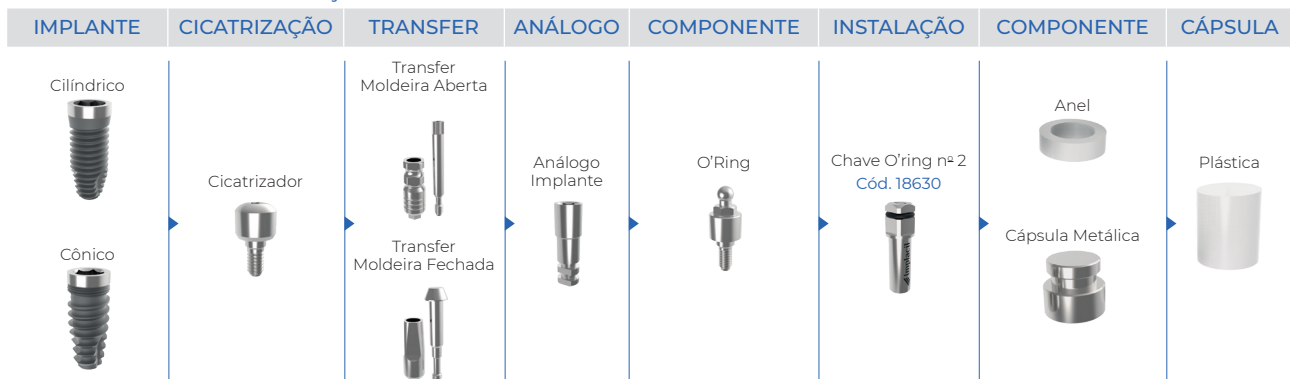 IMPLANTE
CICATRIZAÇÃO
TRANSFER
ANÁLOGO
COMPONENTE
INSTALAÇÃO
COMPONENTE
CÁPSULA
Cilíndrico
Cônico
Cicatrizador
Transfer
Moldeira Aberta
Transfer
Moldeira Fechada
Análogo
Implante
O’Ring
Chave O’ring nº 2
Cód. 18630
Implacil
Anel
Cápsula Metálica
Plástica